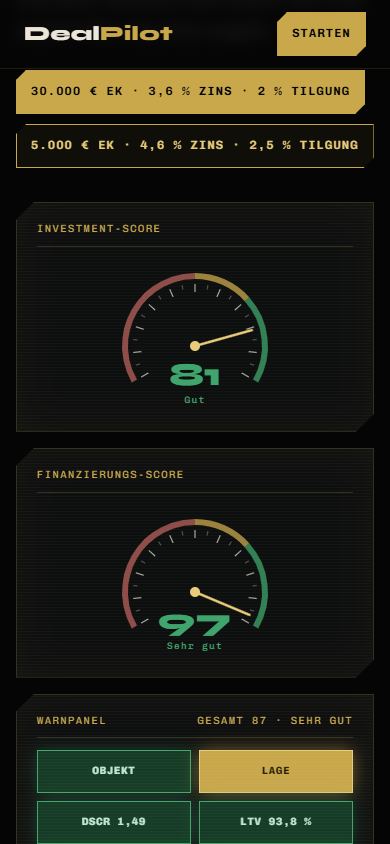 DealPilot
STARTEN
30.000 € EK · 3,6 % ZINS · 2 % TILGUNG
5.000 € EK · 4,6 % ZINS · 2,5 % TILGUNG
INVESTMENT-SCORE
81
Gut
FINANZIERUNGS-SCORE
97
Sehr gut
WARNPANEL
GESAMT 87 · SEHR GUT
OBJEKT
LAGE
DSCR 1,49
LTV 93,8 %